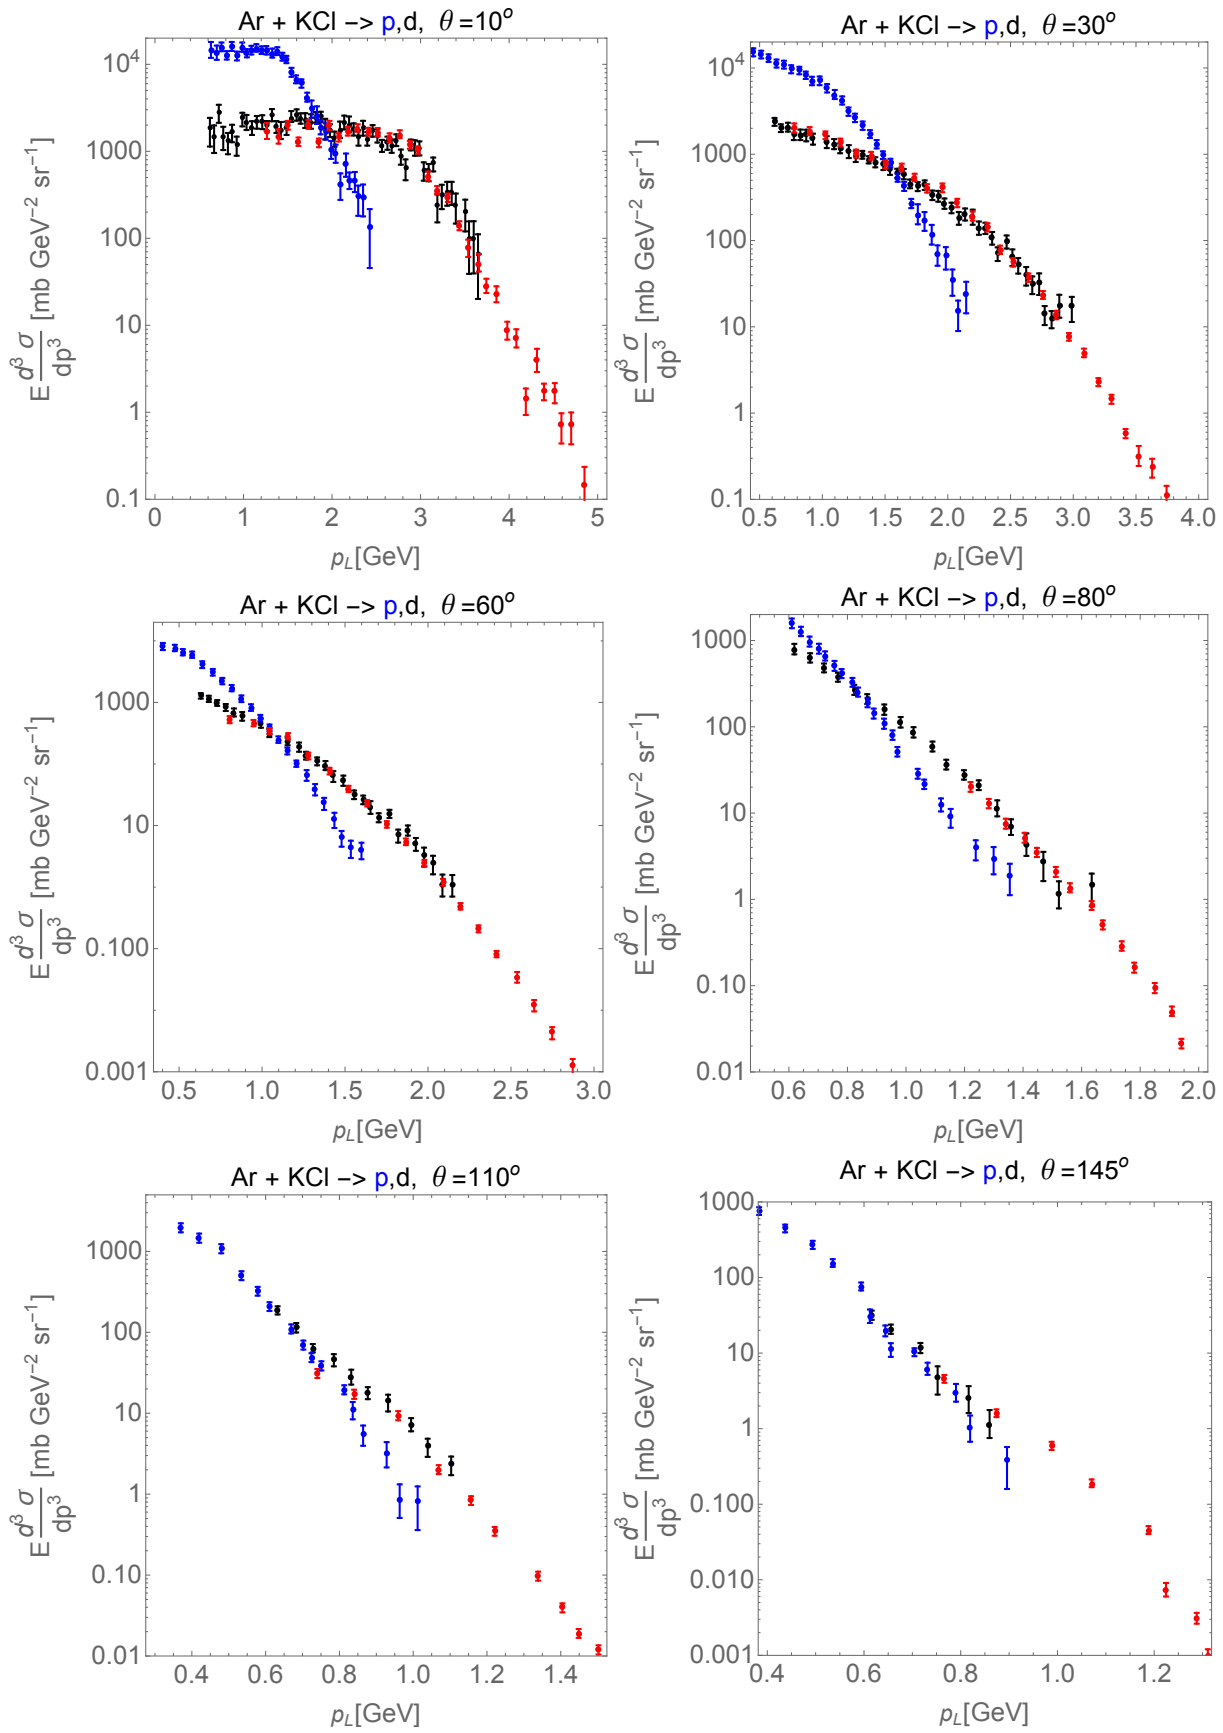 Ar + KCl -> p,d, θ=10°
E d³σ/dp³ [mb GeV⁻² sr⁻¹]
10⁴
1000
100
10
1
0.1
0 1 2 3 4 5
p_L[GeV]
Ar + KCl -> p,d, θ=30°
E d³σ/dp³ [mb GeV⁻² sr⁻¹]
10⁴
1000
100
10
1
0.1
0.5 1.0 1.5 2.0 2.5 3.0 3.5 4.0
p_L[GeV]
Ar + KCl -> p,d, θ=60°
E d³σ/dp³ [mb GeV⁻² sr⁻¹]
1000
10
0.100
0.001
0.5 1.0 1.5 2.0 2.5 3.0
p_L[GeV]
Ar + KCl -> p,d, θ=80°
E d³σ/dp³ [mb GeV⁻² sr⁻¹]
1000
100
10
1
0.10
0.01
0.6 0.8 1.0 1.2 1.4 1.6 1.8 2.0
p_L[GeV]
Ar + KCl -> p,d, θ=110°
E d³σ/dp³ [mb GeV⁻² sr⁻¹]
1000
100
10
1
0.10
0.01
0.4 0.6 0.8 1.0 1.2 1.4
p_L[GeV]
Ar + KCl -> p,d, θ=145°
E d³σ/dp³ [mb GeV⁻² sr⁻¹]
1000
100
10
1
0.100
0.010
0.001
0.4 0.6 0.8 1.0 1.2
p_L[GeV]